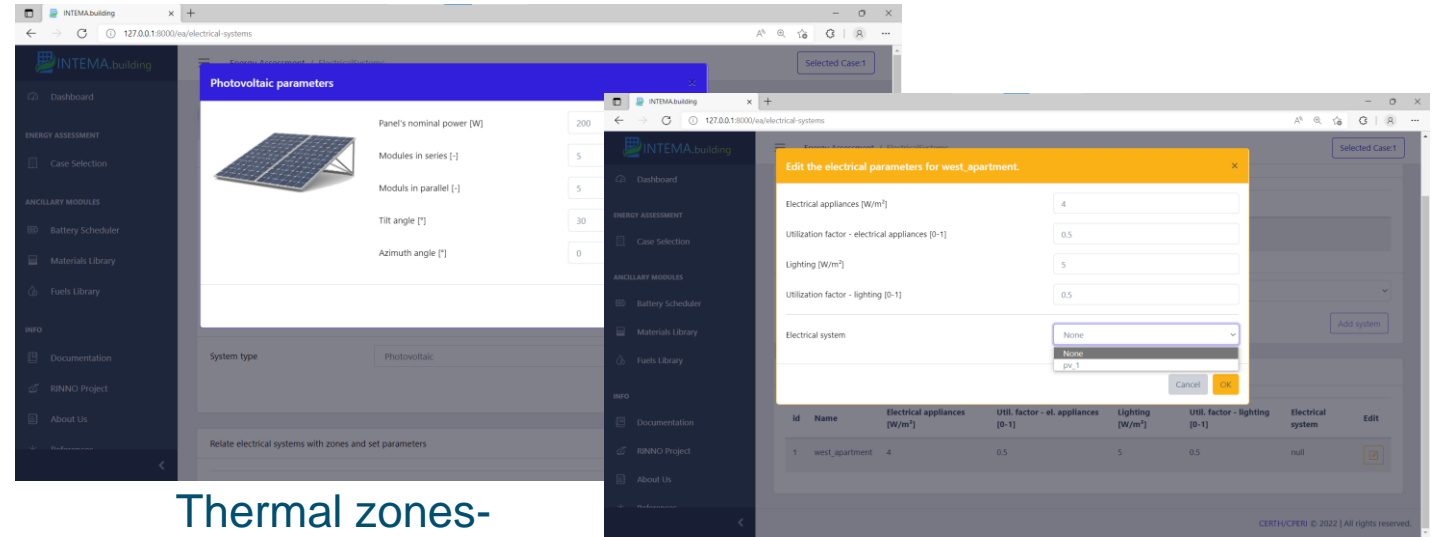 INTEMA.building
127.0.0.1:8000/ea/electrical-systems
INTEMA.building
Energy Assessment / ElectricalSystems
Selected Case:1
Dashboard
ENERGY ASSESSMENT
Case Selection
ANCILLARY MODULES
Battery Scheduler
Materials Library
Fuels Library
INFO
Documentation
RINNO Project
About Us
References
Photovoltaic parameters
Panel's nominal power [W] 200
Modules in series [-] 5
Moduls in parallel [-] 5
Tilt angle [°] 30
Azimuth angle [°] 0
System type Photovoltaic
Relate electrical systems with zones and set parameters
INTEMA.building
127.0.0.1:8000/ea/electrical-systems
INTEMA.building
Energy Assessment / ElectricalSystems
Selected Case:1
Dashboard
ENERGY ASSESSMENT
Case Selection
ANCILLARY MODULES
Battery Scheduler
Materials Library
Fuels Library
INFO
Documentation
RINNO Project
About Us
References
Edit the electrical parameters for west_apartment.
Electrical appliances [W/m²] 4
Utilization factor - electrical appliances [0-1] 0.5
Lighting [W/m²] 5
Utilization factor - lighting [0-1] 0.5
Electrical system None
None
pv_1
Cancel OK
Add system
Id Name Electrical appliances [W/m²] Util. factor - el. appliances [0-1] Lighting [W/m²] Util. factor - lighting [0-1] Electrical system Edit
1 west_apartment 4 0.5 5 0.5 null
CERTH/CPERI © 2022 | All rights reserved.
Thermal zones-